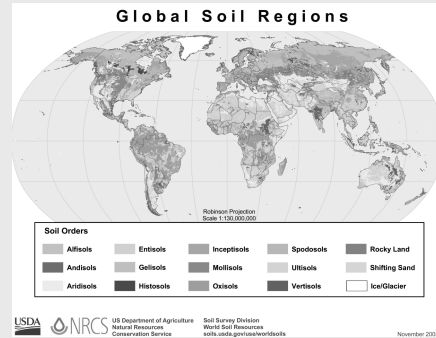 Global Soil Regions
Robinson Projection
Scale 1:130,000,000
Soil Orders
Alfisols
Entisols
Inceptisols
Spodosols
Rocky Land
Andisols
Gelisols
Mollisols
Ultisols
Shifting Sand
Aridisols
Histosols
Oxisols
Vertisols
Ice/Glacier
USDA
NRCS
US Department of Agriculture
Natural Resources
Conservation Service
Soil Survey Division
World Soil Resources
soils.usda.gov/use/worldsoils
November